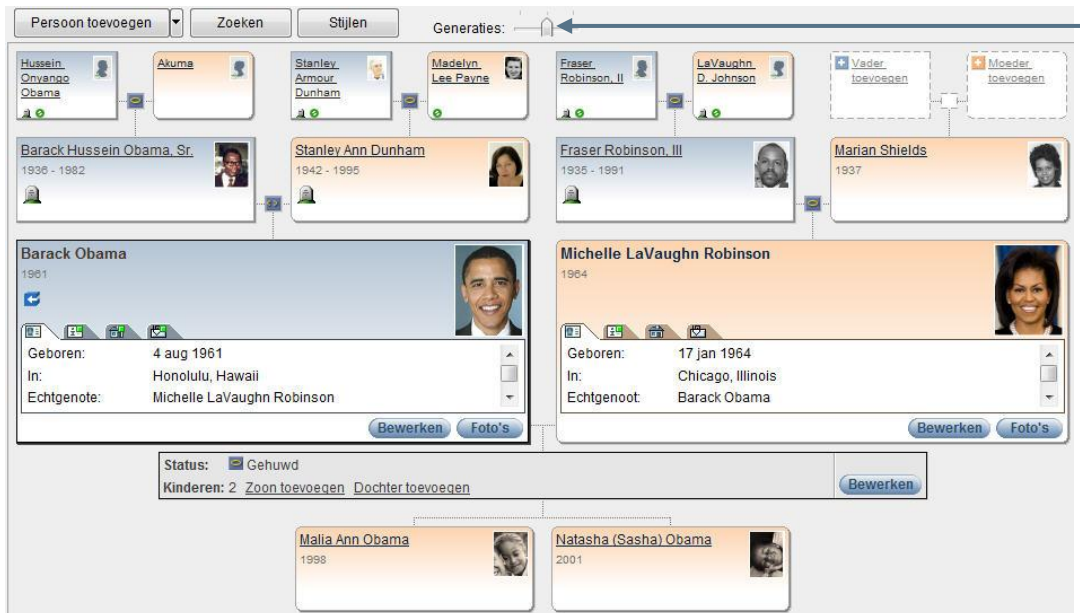 Persoon toevoegen Zoeken Stijlen Generaties:
Hussein
Onyango
Obama
Akuma
Stanley
Armour
Dunham
Madelyn
Lee Payne
Fraser
Robinson, II
LaVaughn
D. Johnson
Vader
toevoegen
Moeder
toevoegen
Barack Hussein Obama, Sr.
1936 - 1982
Stanley Ann Dunham
1942 - 1995
Fraser Robinson, III
1935 - 1991
Marian Shields
1937
Barack Obama
1961
Geboren: 4 aug 1961
In: Honolulu, Hawaii
Echtgenote: Michelle LaVaughn Robinson
Bewerken Foto's
Michelle LaVaughn Robinson
1964
Geboren: 17 jan 1964
In: Chicago, Illinois
Echtgenoot: Barack Obama
Bewerken Foto's
Status: Gehuwd
Kinderen: 2 Zoon toevoegen Dochter toevoegen
Bewerken
Malia Ann Obama
1998
Natasha (Sasha) Obama
2001